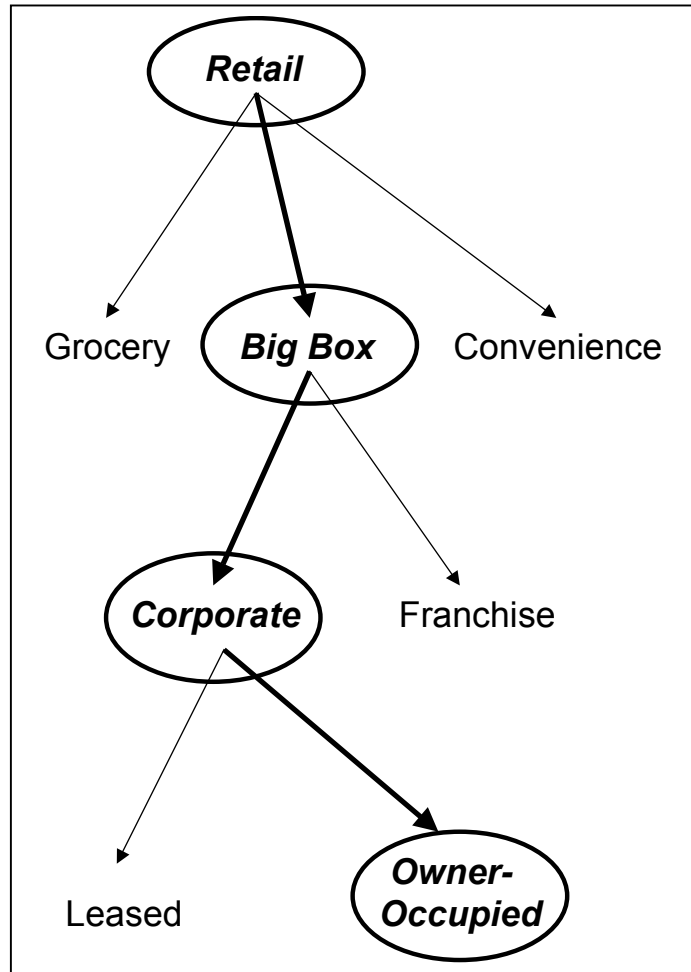 Retail
Grocery
Big Box
Convenience
Corporate
Franchise
Leased
Owner-
Occupied